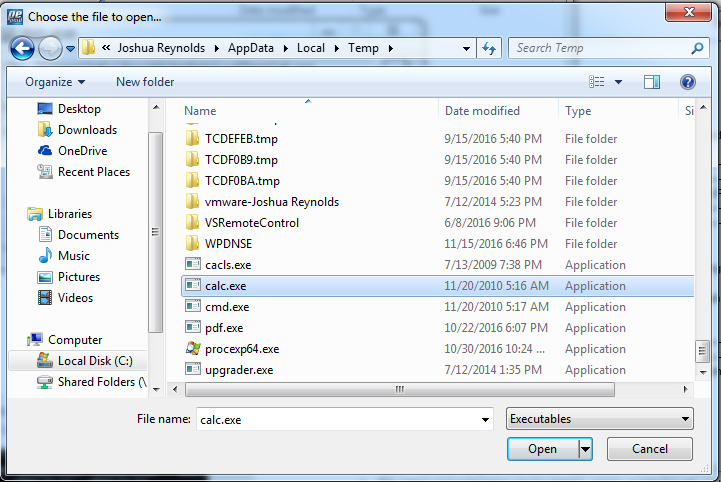 Choose the file to open...
« Joshua Reynolds ▸ AppData ▸ Local ▸ Temp ▸
Search Temp
Organize
New folder
Name Date modified Type Si
Desktop
Downloads
OneDrive
Recent Places
Libraries
Documents
Music
Pictures
Videos
Computer
Local Disk (C:)
Shared Folders (\
TCDEFEB.tmp 9/15/2016 5:40 PM File folder
TCDF0B9.tmp 9/15/2016 5:40 PM File folder
TCDF0BA.tmp 9/15/2016 5:40 PM File folder
vmware-Joshua Reynolds 7/12/2014 5:23 PM File folder
VSRemoteControl 6/8/2016 9:06 PM File folder
WPDNSE 11/15/2016 6:46 PM File folder
cacls.exe 7/13/2009 7:38 PM Application
calc.exe 11/20/2010 5:16 AM Application
cmd.exe 11/20/2010 5:17 AM Application
pdf.exe 10/22/2016 6:07 PM Application
procexp64.exe 10/30/2016 10:24 ... Application
upgrader.exe 7/12/2014 1:35 PM Application
File name: calc.exe
Executables
Open
Cancel